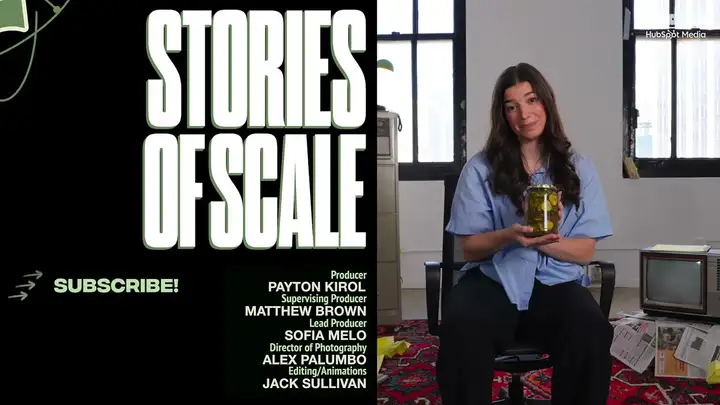 STORIES
OF SCALE
HubSpot Media
SUBSCRIBE!
Producer
PAYTON KIROL
Supervising Producer
MATTHEW BROWN
Lead Producer
SOFIA MELO
Director of Photography
ALEX PALUMBO
Editing/Animations
JACK SULLIVAN